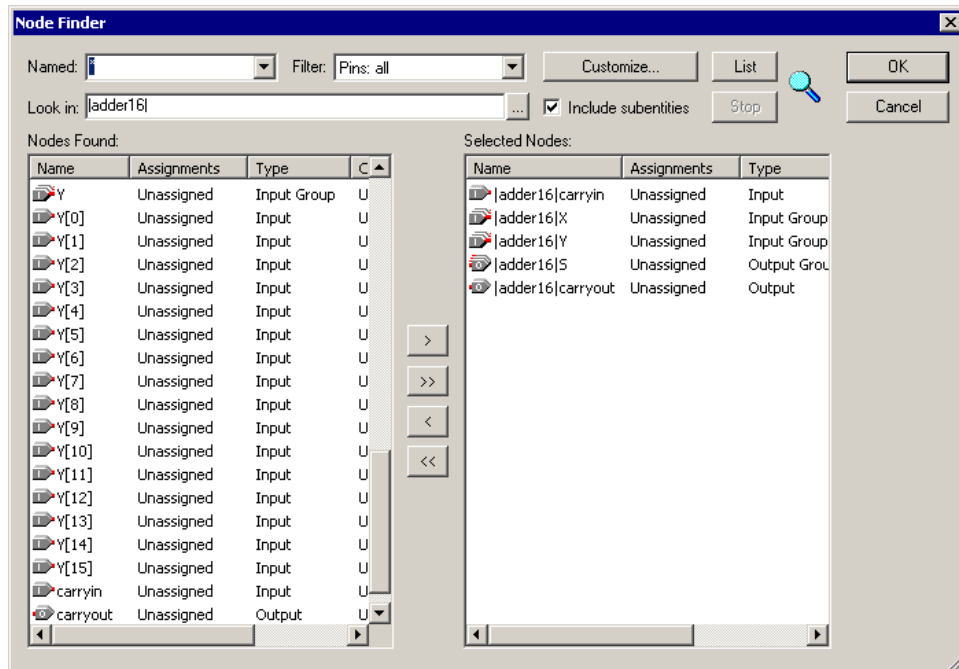 Node Finder
Named: * Filter: Pins: all Customize... List OK
Look in: |adder16| ... Include subentities Stop Cancel
Nodes Found: Selected Nodes:
Name Assignments Type C Name Assignments Type
Y Unassigned Input Group U |adder16|carryin Unassigned Input
Y[0] Unassigned Input U |adder16|X Unassigned Input Group
Y[1] Unassigned Input U |adder16|Y Unassigned Input Group
Y[2] Unassigned Input U |adder16|S Unassigned Output Grou
Y[3] Unassigned Input U |adder16|carryout Unassigned Output
Y[4] Unassigned Input U
Y[5] Unassigned Input U
Y[6] Unassigned Input U >
Y[7] Unassigned Input U
Y[8] Unassigned Input U >>
Y[9] Unassigned Input U <
Y[10] Unassigned Input U
Y[11] Unassigned Input U <<
Y[12] Unassigned Input U
Y[13] Unassigned Input U
Y[14] Unassigned Input U
Y[15] Unassigned Input U
carryin Unassigned Input U
carryout Unassigned Output U